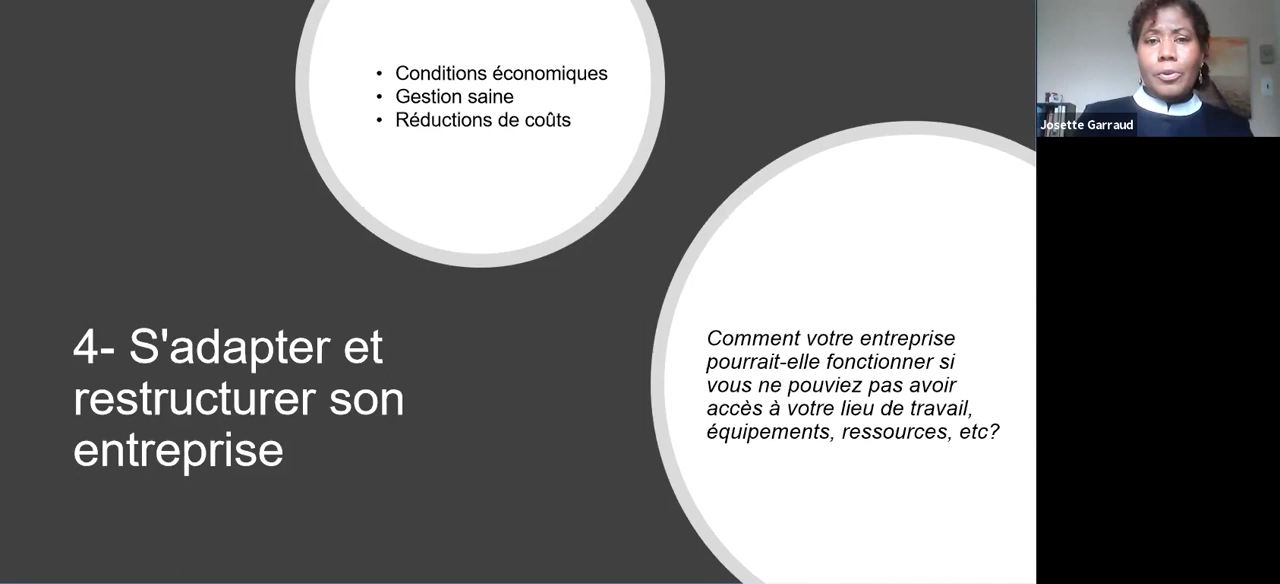 • Conditions économiques
• Gestion saine
• Réductions de coûts
4- S'adapter et
restructurer son
entreprise
Comment votre entreprise
pourrait-elle fonctionner si
vous ne pouviez pas avoir
accès à votre lieu de travail,
équipements, ressources, etc?
Josette Garraud